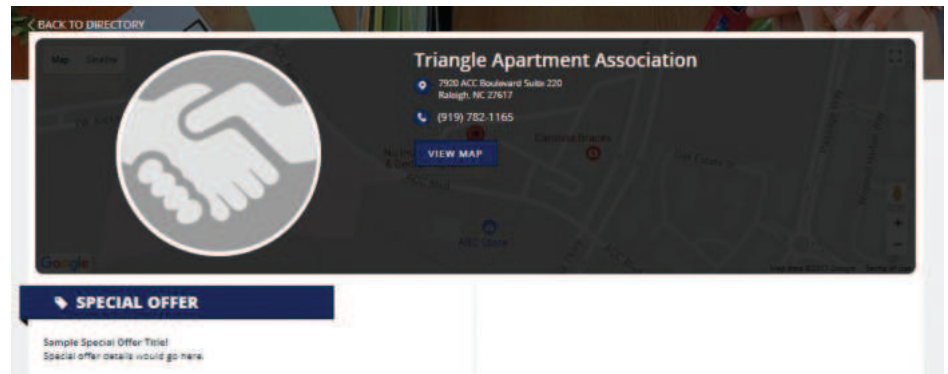 BACK TO DIRECTORY
Map
Triangle Apartment Association
7920 ACC Boulevard Suite 220
Raleigh, NC 27617
(919) 782-1165
Carolina Braces
VIEW MAP
ABC Store
Google
SPECIAL OFFER
Sample Special Offer Title!
Special offer details would go here.